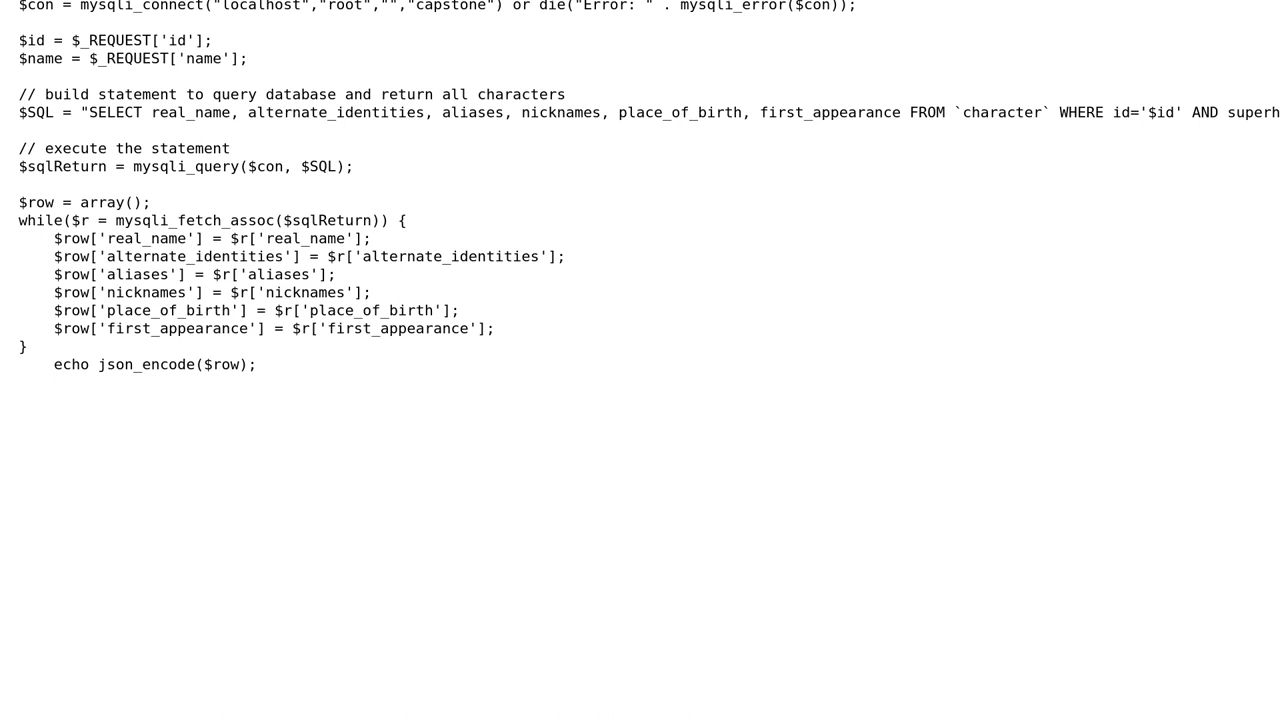 $con = mysqli_connect("localhost","root","","capstone") or die("Error: " . mysqli_error($con));
$id = $_REQUEST['id'];
$name = $_REQUEST['name'];
// build statement to query database and return all characters
$SQL = "SELECT real_name, alternate_identities, aliases, nicknames, place_of_birth, first_appearance FROM `character` WHERE id='$id' AND superh
// execute the statement
$sqlReturn = mysqli_query($con, $SQL);
$row = array();
while($r = mysqli_fetch_assoc($sqlReturn)) {
    $row['real_name'] = $r['real_name'];
    $row['alternate_identities'] = $r['alternate_identities'];
    $row['aliases'] = $r['aliases'];
    $row['nicknames'] = $r['nicknames'];
    $row['place_of_birth'] = $r['place_of_birth'];
    $row['first_appearance'] = $r['first_appearance'];
}
    echo json_encode($row);